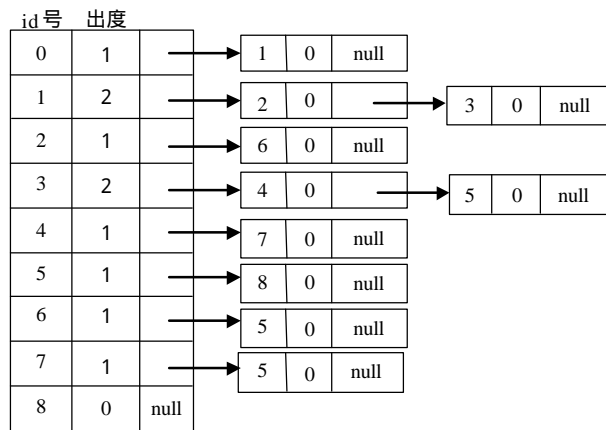 id号 出度
0 1 1 0 null
1 2 2 0 3 0 null
2 1 6 0 null
3 2 4 0 5 0 null
4 1 7 0 null
5 1 8 0 null
6 1 5 0 null
7 1 5 0 null
8 0 null